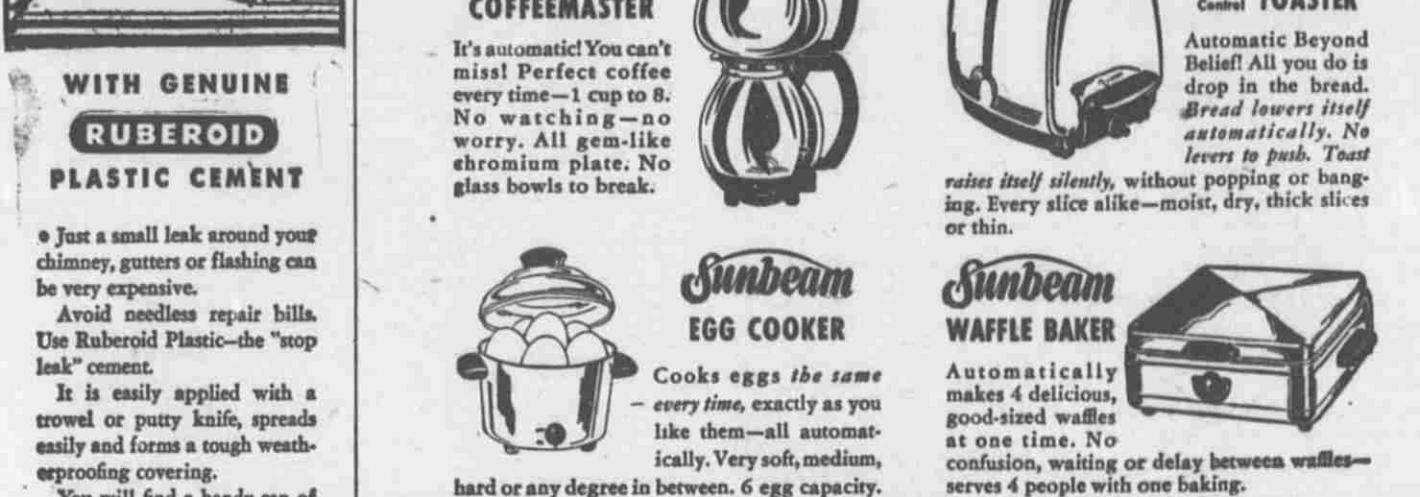 WITH GENUINE
RUBEROID
PLASTIC CEMENT
• Just a small leak around your
chimney, gutters or flashing can
be very expensive.
Avoid needless repair bills.
Use Ruberoid Plastic—the "stop
leak" cement.
It is easily applied with a
trowel or putty knife, spreads
easily and forms a tough weath-
erproofing covering.
You will find a handy can of
COFFEEMASTER
It's automatic! You can't
miss! Perfect coffee
every time—1 cup to 8.
No watching—no
worry. All gem-like
chromium plate. No
glass bowls to break.
Control TOASTER
Automatic Beyond
Belief! All you do is
drop in the bread.
Bread lowers itself
automatically. No
levers to push. Toast
raises itself silently, without popping or bang-
ing. Every slice alike—moist, dry, thick slices
or thin.
Sunbeam
EGG COOKER
Cooks eggs the same
— every time, exactly as you
like them—all automat-
ically. Very soft, medium,
hard or any degree in between. 6 egg capacity.
Sunbeam
WAFFLE BAKER
Automatically
makes 4 delicious,
good-sized waffles
at one time. No
confusion, waiting or delay between waffles—
serves 4 people with one baking.